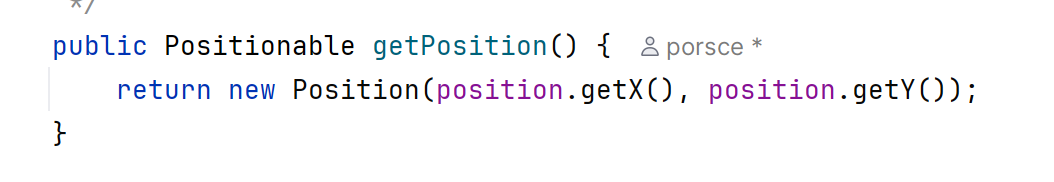 */
public Positionable getPosition() { porsce *
return new Position(position.getX(), position.getY());
}